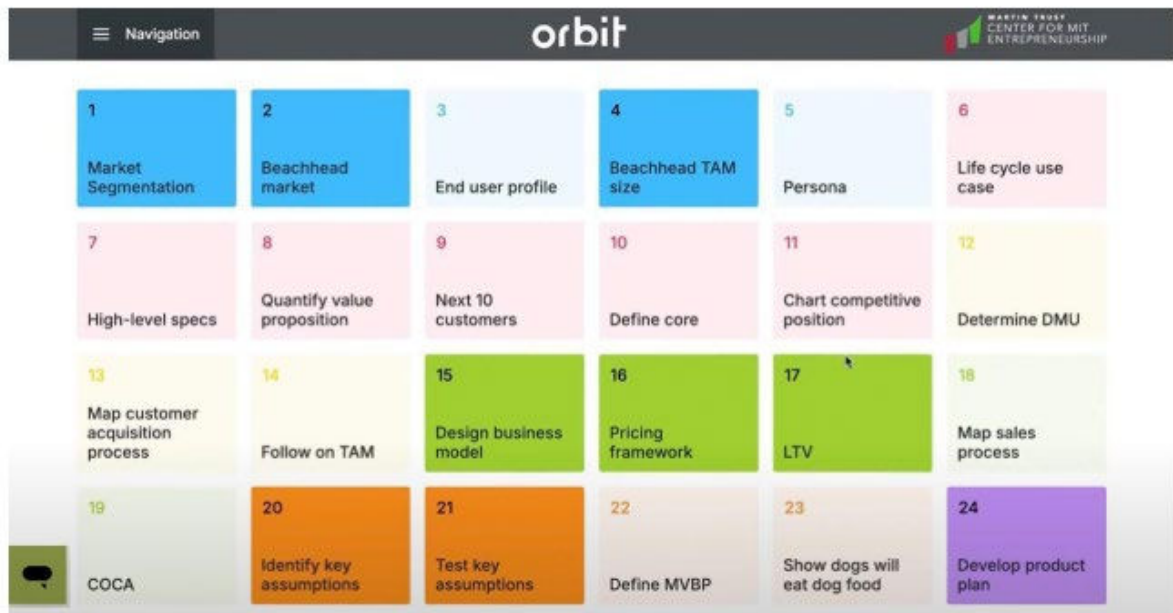 Navigation
orbit
MARTIN TRUST
CENTER FOR MIT
ENTREPRENEURSHIP
1
Market
Segmentation
2
Beachhead
market
3
End user profile
4
Beachhead TAM
size
5
Persona
6
Life cycle use
case
7
High-level specs
8
Quantify value
proposition
9
Next 10
customers
10
Define core
11
Chart competitive
position
12
Determine DMU
13
Map customer
acquisition
process
14
Follow on TAM
15
Design business
model
16
Pricing
framework
17
LTV
18
Map sales
process
19
COCA
20
Identify key
assumptions
21
Test key
assumptions
22
Define MVBP
23
Show dogs will
eat dog food
24
Develop product
plan